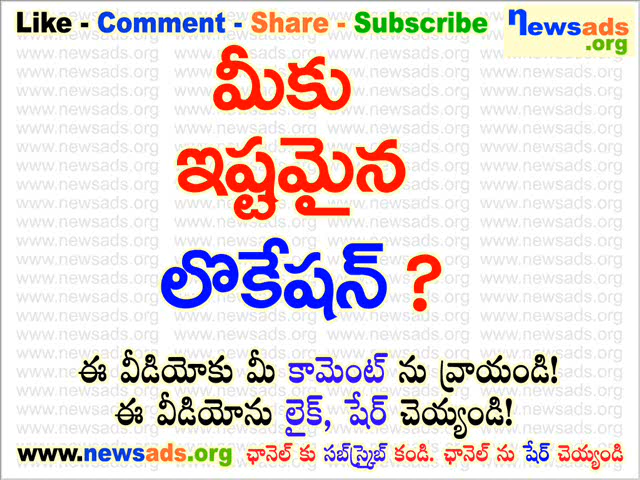 Like - Comment - Share - Subscribe
newsads
.org
మీకు
ఇష్టమైన
లొకేషన్ ?
ఈ వీడియోకు మీ కామెంట్ ను వ్రాయండి!
ఈ వీడియోను లైక్, షేర్ చెయ్యండి!
www.newsads.org ఛానెల్ కు సబ్‌స్క్రైబ్ కండి. ఛానెల్ ను షేర్ చెయ్యండి